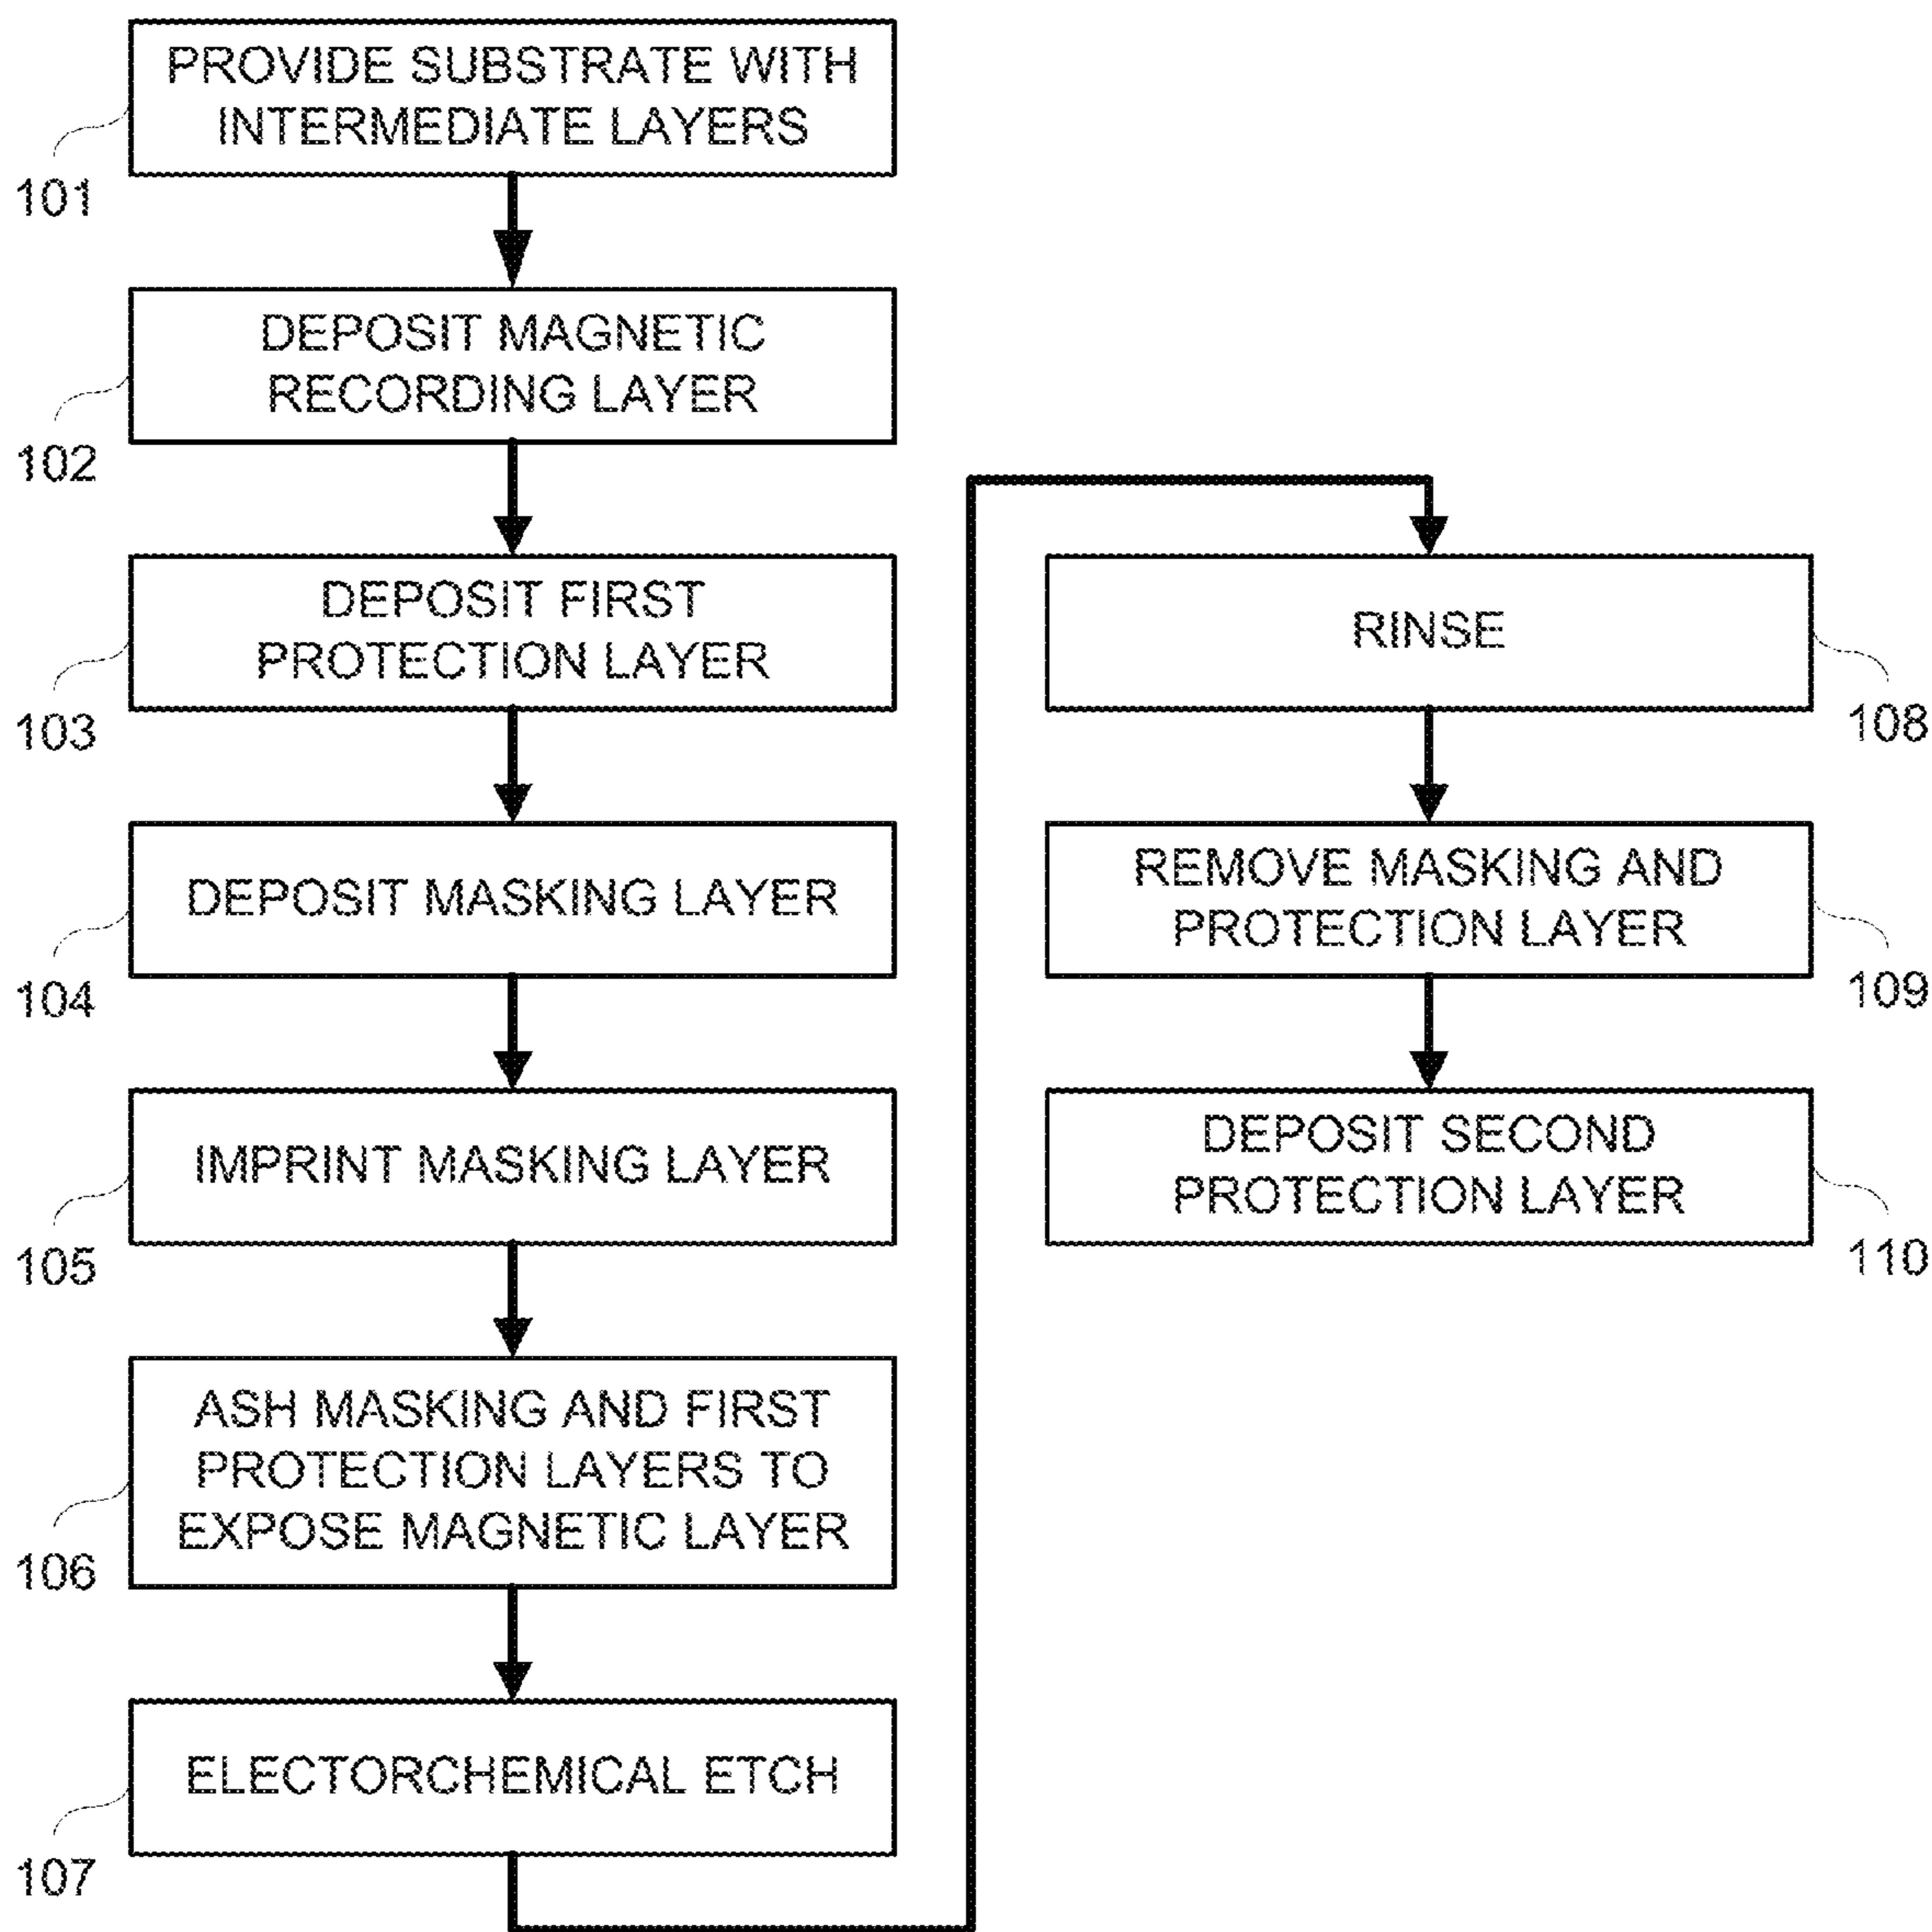 PROVIDE SUBSTRATE WITH
INTERMEDIATE LAYERS
101
DEPOSIT MAGNETIC
RECORDING LAYER
102
DEPOSIT FIRST
PROTECTION LAYER
103
DEPOSIT MASKING LAYER
104
IMPRINT MASKING LAYER
105
ASH MASKING AND FIRST
PROTECTION LAYERS TO
EXPOSE MAGNETIC LAYER
106
ELECTORCHEMICAL ETCH
107
RINSE
108
REMOVE MASKING AND
PROTECTION LAYER
109
DEPOSIT SECOND
PROTECTION LAYER
110